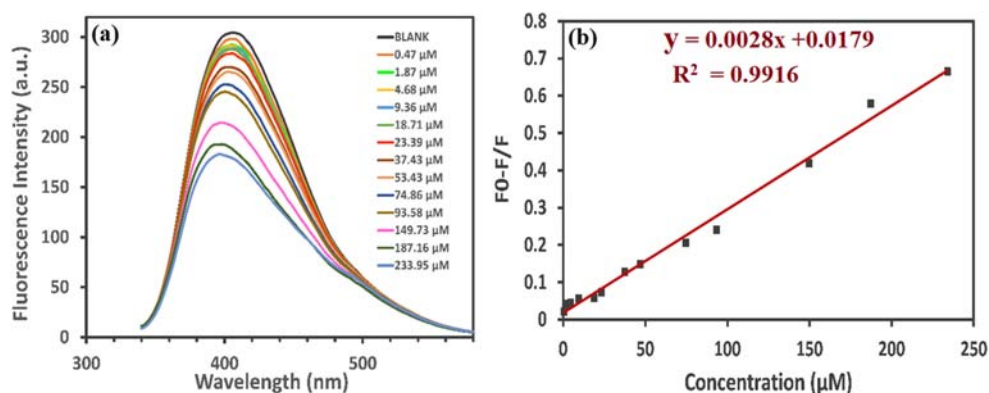 (a)
Fluorescence Intensity (a.u.)
300
250
200
150
100
50
0
300
400
500
Wavelength (nm)
BLANK
0.47 µM
1.87 µM
4.68 µM
9.36 µM
18.71 µM
23.39 µM
37.43 µM
53.43 µM
74.86 µM
93.58 µM
149.73 µM
187.16 µM
233.95 µM
(b)
y = 0.0028x +0.0179
R² = 0.9916
FO-F/F
0.8
0.7
0.6
0.5
0.4
0.3
0.2
0.1
0
0
50
100
150
200
250
Concentration (µM)